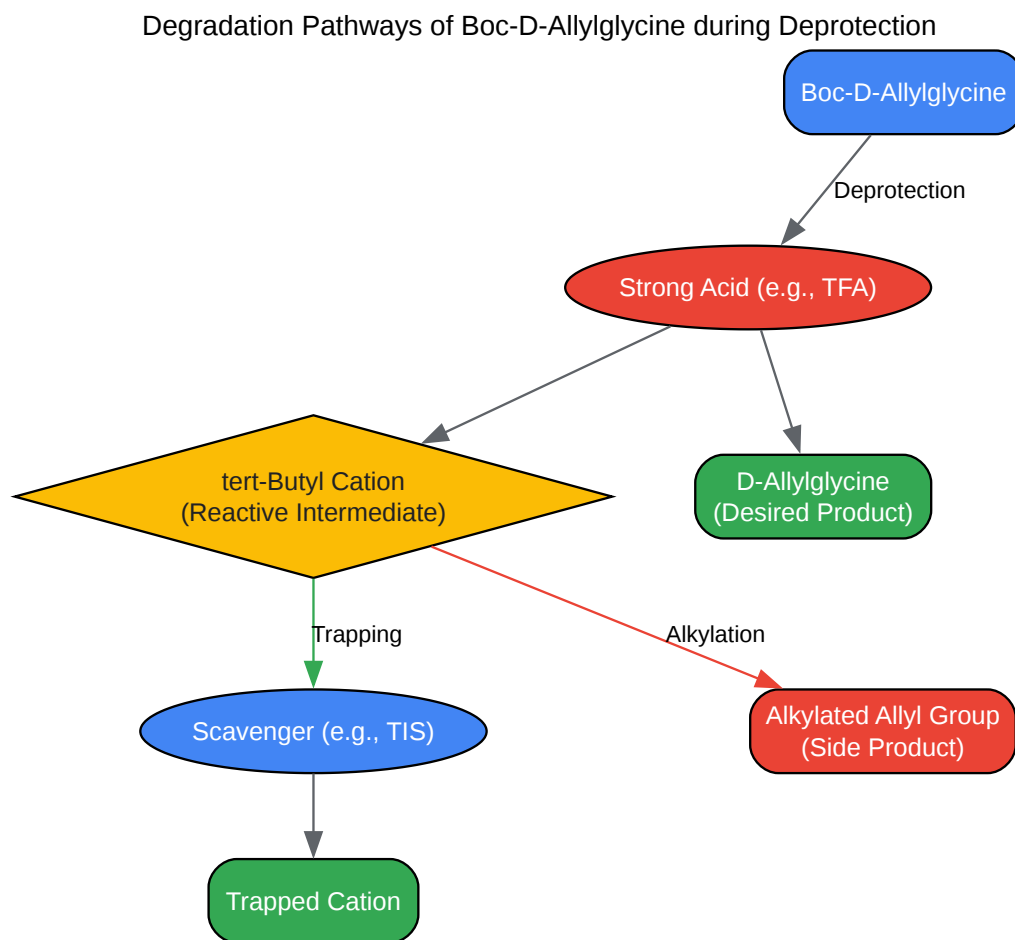 Degradation Pathways of Boc-D-Allylglycine during Deprotection
Boc-D-Allylglycine
Deprotection
Strong Acid (e.g., TFA)
tert-Butyl Cation
(Reactive Intermediate)
D-Allylglycine
(Desired Product)
Trapping
Alkylation
Scavenger (e.g., TIS)
Alkylated Allyl Group
(Side Product)
Trapped Cation